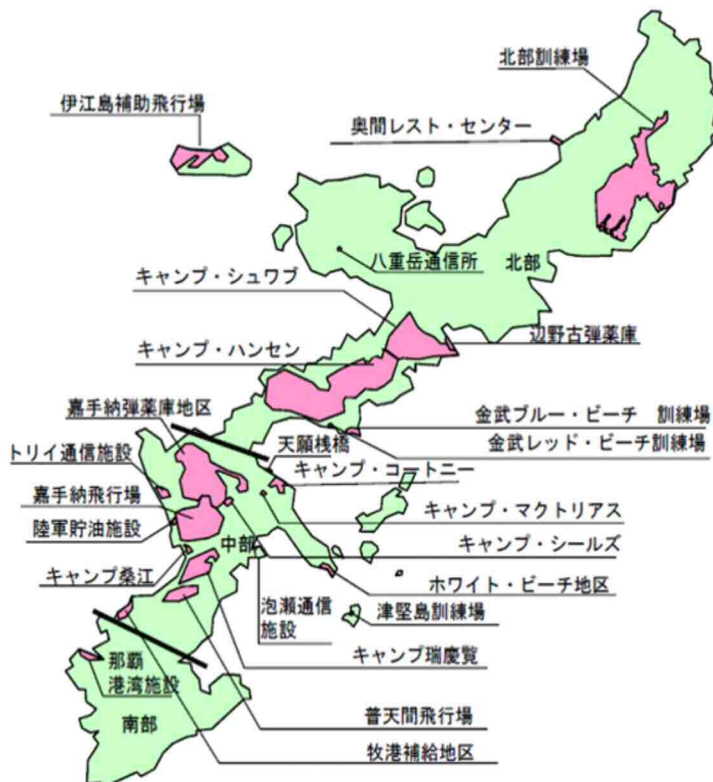 北部訓練場
伊江島補助飛行場
奥間レスト・センター
八重岳通信所
北部
キャンプ・シュワブ
辺野古弾薬庫
キャンプ・ハンセン
嘉手納弾薬庫地区
金武ブルー・ビーチ 訓練場
天願桟橋
金武レッド・ビーチ訓練場
トリイ通信施設
キャンプ・コートニー
嘉手納飛行場
キャンプ・マクトリアス
陸軍貯油施設
中部
キャンプ・シールズ
キャンプ桑江
ホワイト・ビーチ地区
泡瀬通信
施設
津堅島訓練場
那覇
港湾施設
キャンプ瑞慶覧
南部
普天間飛行場
牧港補給地区